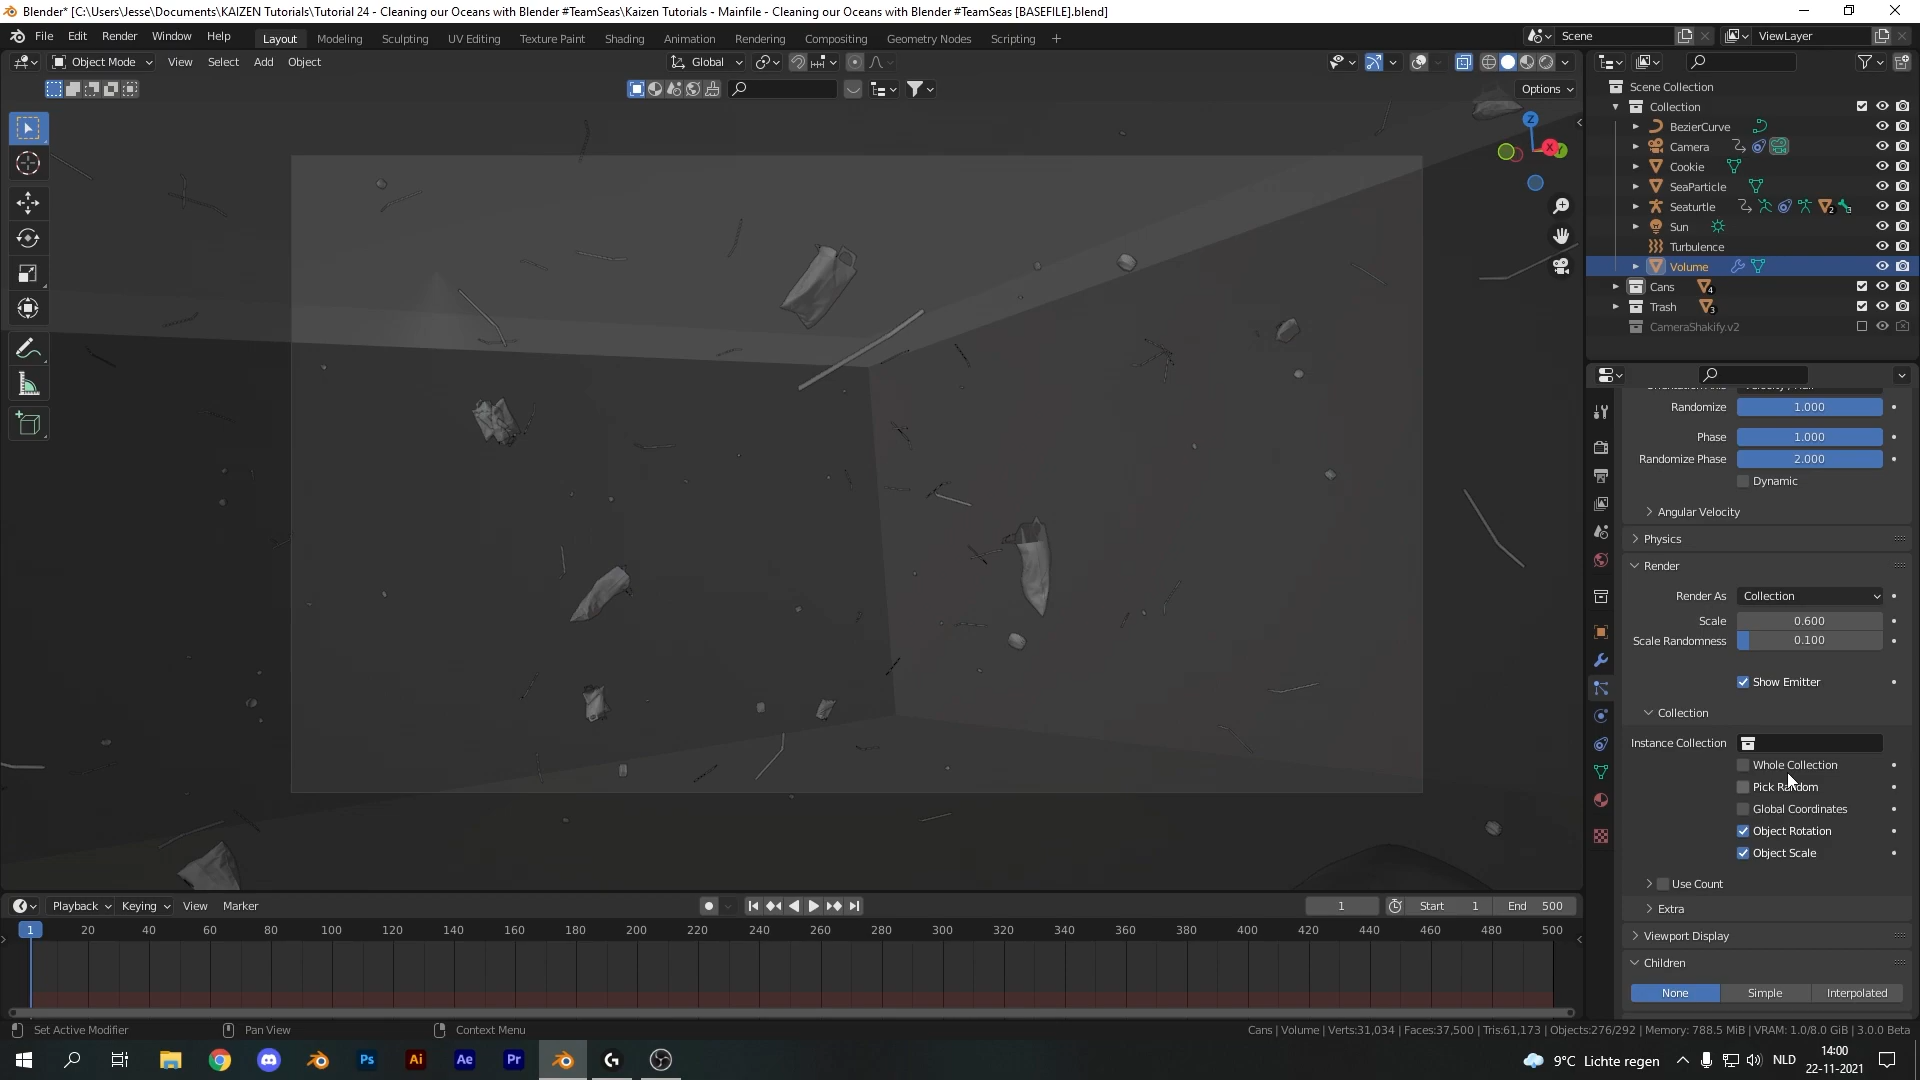 Blender* [C:\Users\Jesse\Documents\KAIZEN Tutorials\Tutorial 24 - Cleaning our Oceans with Blender #TeamSeas\Kaizen Tutorials - Mainfile - Cleaning our Oceans with Blender #TeamSeas [BASEFILE].blend]
File Edit Render Window Help Layout Modeling Sculpting UV Editing Texture Paint Shading Animation Rendering Compositing Geometry Nodes Scripting + Scene ViewLayer
Object Mode View Select Add Object Global
Options
Scene Collection
Collection
BezierCurve
Camera
Cookie
SeaParticle
Seaturtle 2
Sun
Turbulence
Volume
Cans 4
Trash 3
CameraShakify.v2
Z
X Y
Randomize 1.000
Phase 1.000
Randomize Phase 2.000
Dynamic
Angular Velocity
Physics
Render
Render As Collection
Scale 0.600
Scale Randomness 0.100
Show Emitter
Collection
Instance Collection
Whole Collection
Pick Random
Global Coordinates
Object Rotation
Object Scale
Use Count
Extra
Viewport Display
Children
None Simple Interpolated
Playback Keying View Marker 1 Start 1 End 500
1 20 40 60 80 100 120 140 160 180 200 220 240 260 280 300 320 340 360 380 400 420 440 460 480 500
Set Active Modifier Pan View Context Menu Cans | Volume | Verts:31,034 | Faces:37,500 | Tris:61,173 | Objects:276/292 | Memory: 788.5 MiB | VRAM: 1.0/8.0 GiB | 3.0.0 Beta
Ps Ai Ae Pr 9°C Lichte regen NLD 14:00
22-11-2021